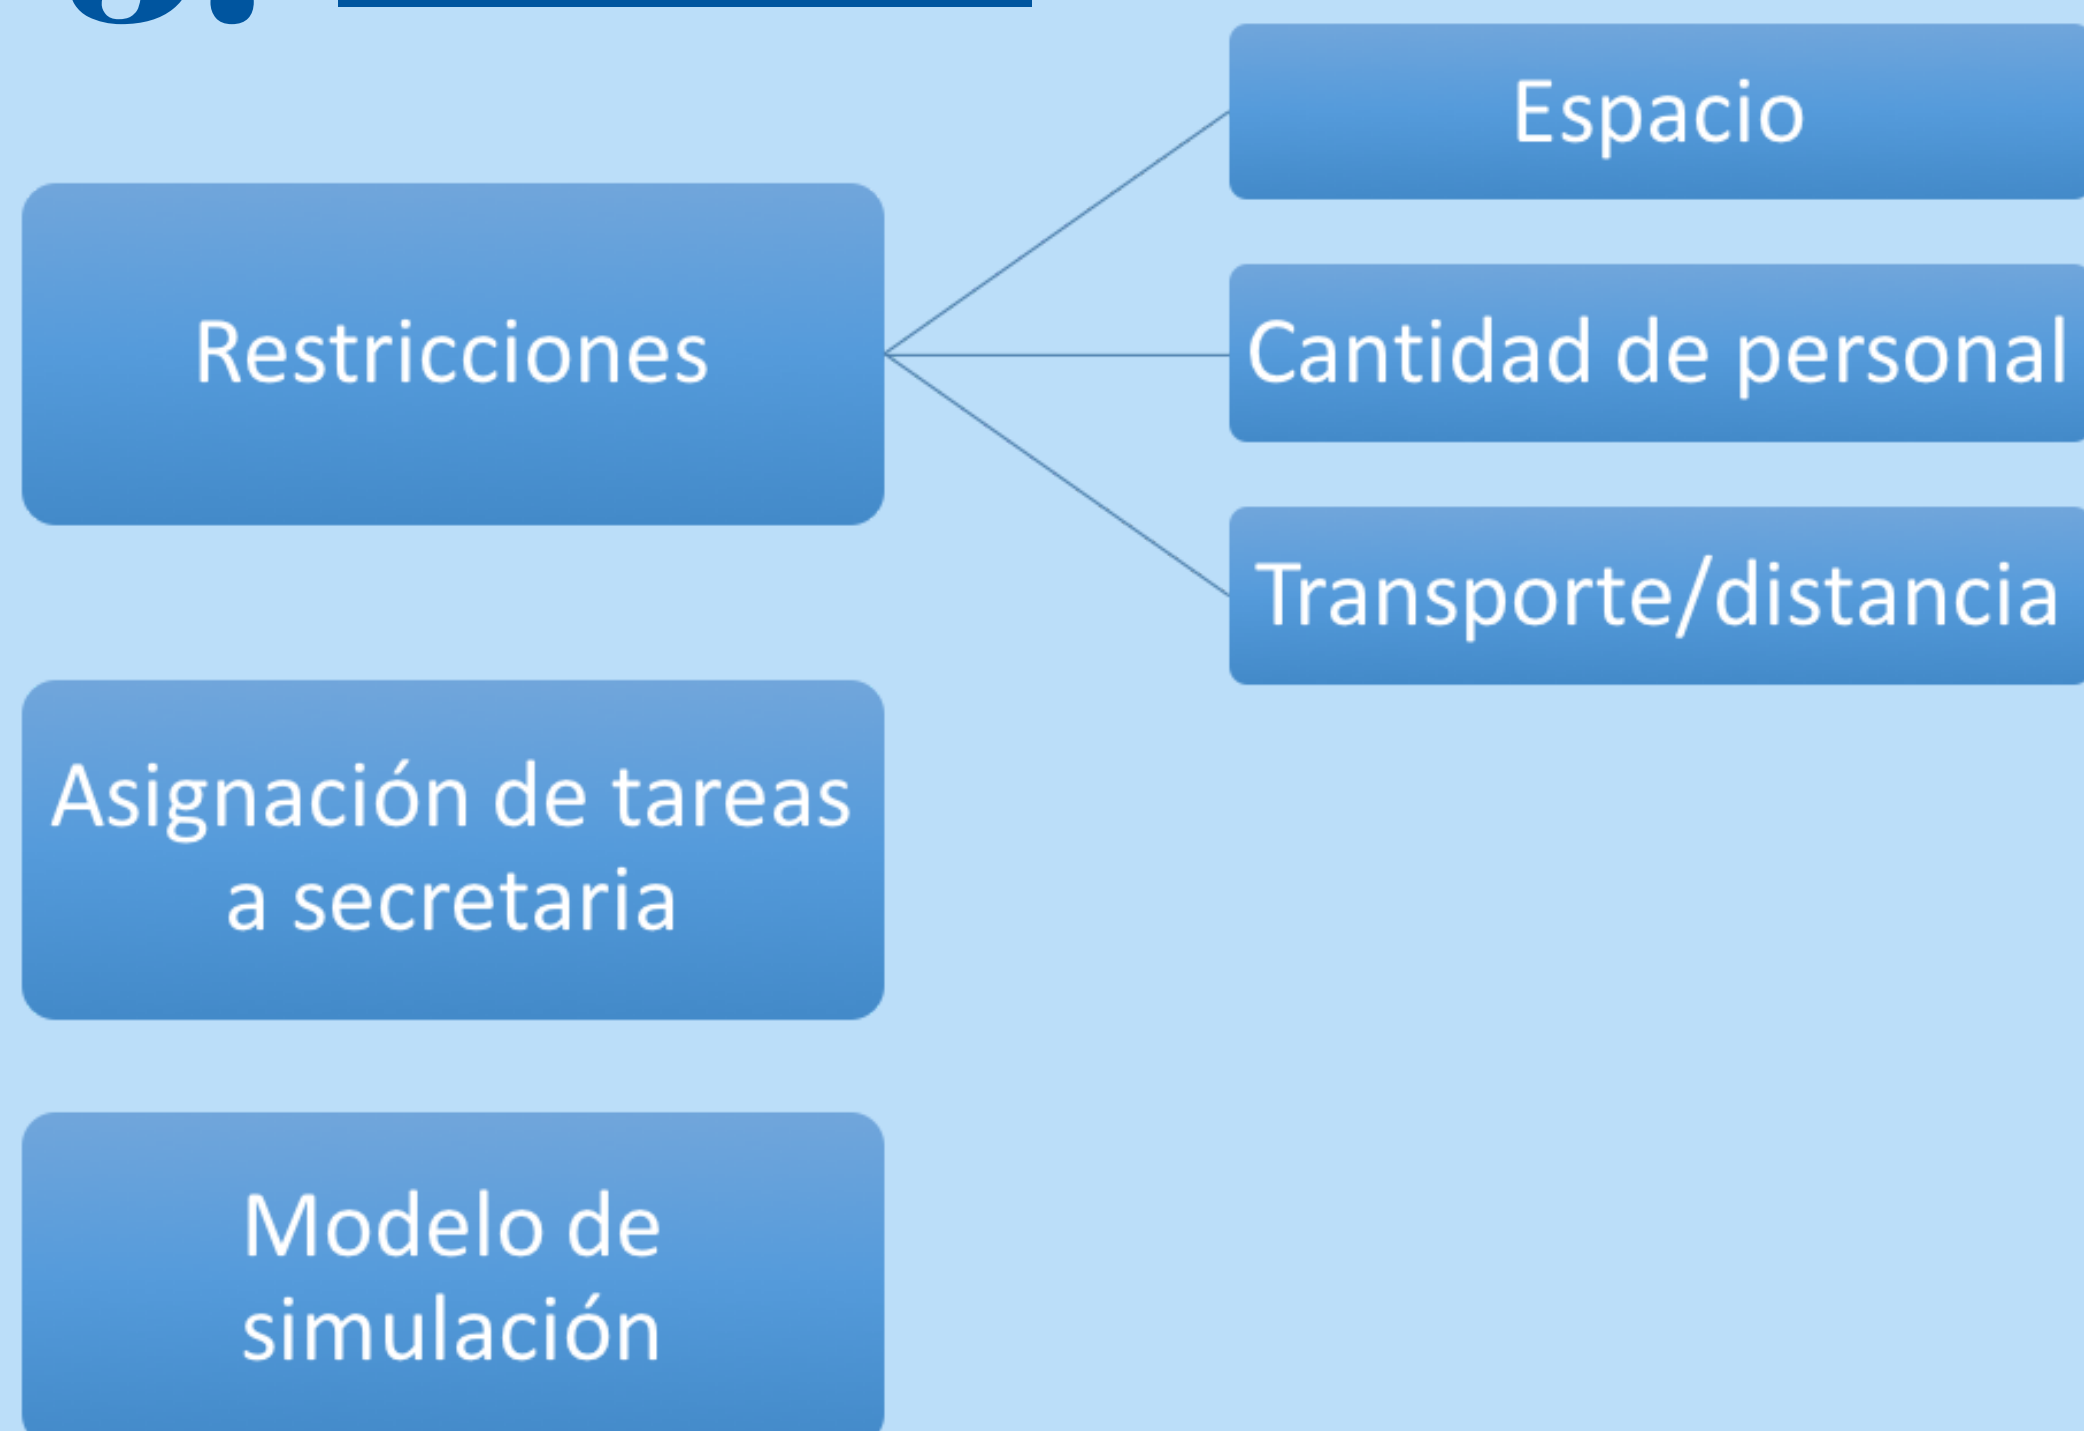 Restricciones
Espacio
Cantidad de personal
Transporte/distancia
Asignación de tareas
a secretaria
Modelo de
simulación